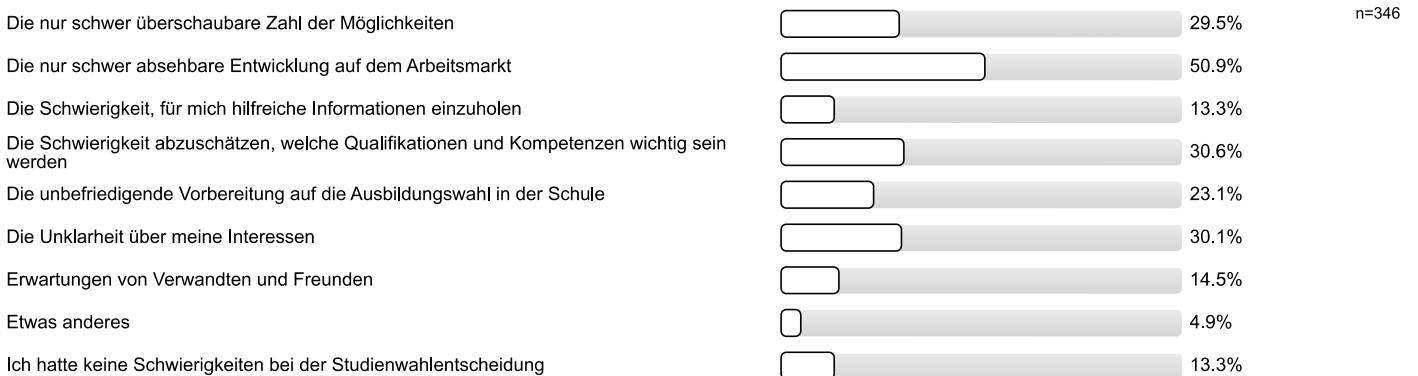 Die nur schwer überschaubare Zahl der Möglichkeiten 29.5% n=346
Die nur schwer absehbare Entwicklung auf dem Arbeitsmarkt 50.9%
Die Schwierigkeit, für mich hilfreiche Informationen einzuholen 13.3%
Die Schwierigkeit abzuschätzen, welche Qualifikationen und Kompetenzen wichtig sein
werden 30.6%
Die unbefriedigende Vorbereitung auf die Ausbildungswahl in der Schule 23.1%
Die Unklarheit über meine Interessen 30.1%
Erwartungen von Verwandten und Freunden 14.5%
Etwas anderes 4.9%
Ich hatte keine Schwierigkeiten bei der Studienwahlentscheidung 13.3%